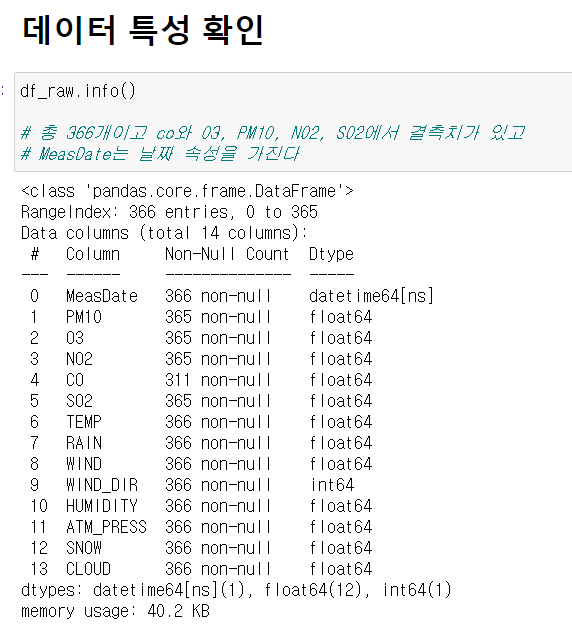 데이터 특성 확인
:
df_raw.info()
# 총 366개이고 co와 O3, PM10, NO2, SO2에서 결측치가 있고
# MeasDate는 날짜 속성을 가진다
<class 'pandas.core.frame.DataFrame'>
RangeIndex: 366 entries, 0 to 365
Data columns (total 14 columns):
 #   Column     Non-Null Count  Dtype
---  ------     --------------  -----
 0   MeasDate   366 non-null    datetime64[ns]
 1   PM10       365 non-null    float64
 2   O3         365 non-null    float64
 3   NO2        365 non-null    float64
 4   CO         311 non-null    float64
 5   SO2        365 non-null    float64
 6   TEMP       366 non-null    float64
 7   RAIN       366 non-null    float64
 8   WIND       366 non-null    float64
 9   WIND_DIR   366 non-null    int64
 10  HUMIDITY   366 non-null    float64
 11  ATM_PRESS  366 non-null    float64
 12  SNOW       366 non-null    float64
 13  CLOUD      366 non-null    float64
dtypes: datetime64[ns](1), float64(12), int64(1)
memory usage: 40.2 KB